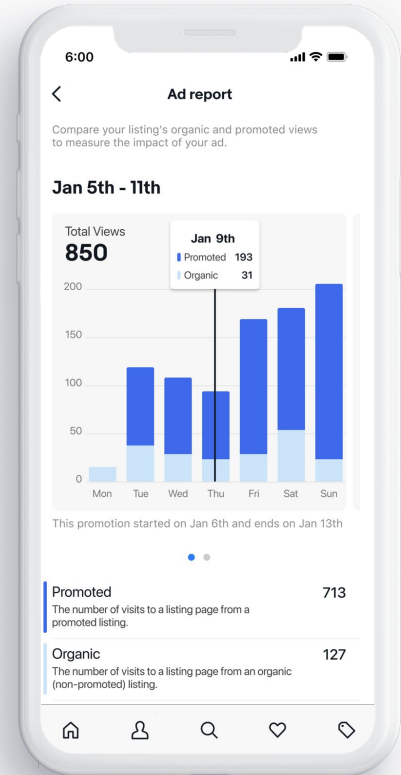 6:00
Ad report
Compare your listing's organic and promoted views
to measure the impact of your ad.
Jan 5th - 11th
Total Views
850
Jan 9th
Promoted 193
Organic 31
200
150
100
50
0
Mon Tue Wed Thu Fri Sat Sun
This promotion started on Jan 6th and ends on Jan 13th
Promoted 713
The number of visits to a listing page from a
promoted listing.
Organic 127
The number of visits to a listing page from an organic
(non-promoted) listing.